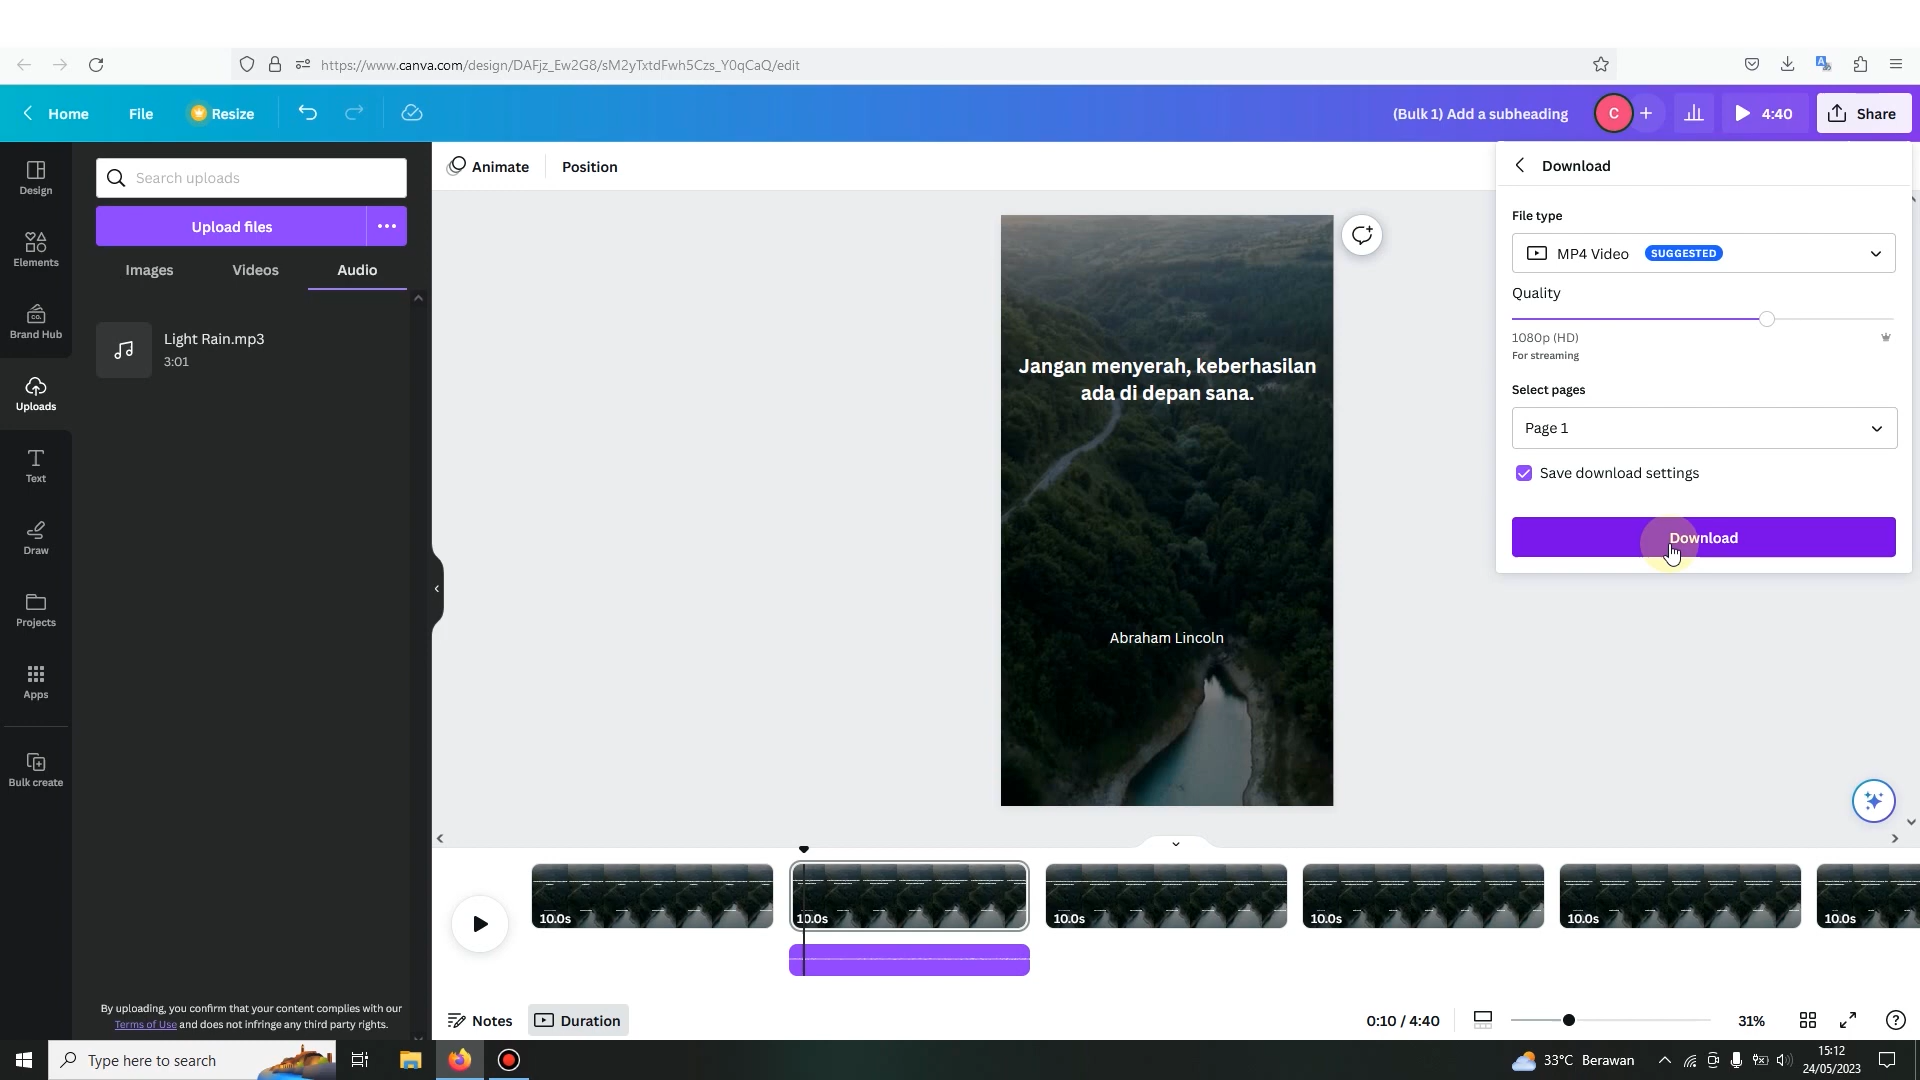 https://www.canva.com/design/DAFjz_Ew2G8/sM2yTxtdFwh5Czs_Y0qCaQ/edit
Home
File
Resize
(Bulk 1) Add a subheading
C
+
4:40
Share
Design
Elements
Brand Hub
Uploads
Text
Draw
Projects
Apps
Bulk create
Search uploads
Upload files
Images
Videos
Audio
Light Rain.mp3
3:01
By uploading, you confirm that your content complies with our
Terms of Use and does not infringe any third party rights.
Animate
Position
Jangan menyerah, keberhasilan
ada di depan sana.
Abraham Lincoln
Download
File type
MP4 Video
SUGGESTED
Quality
1080p (HD)
For streaming
Select pages
Page 1
Save download settings
Download
10.0s
10.0s
10.0s
10.0s
10.0s
10.0s
Notes
Duration
0:10 / 4:40
31%
Type here to search
33°C Berawan
15:12
24/05/2023